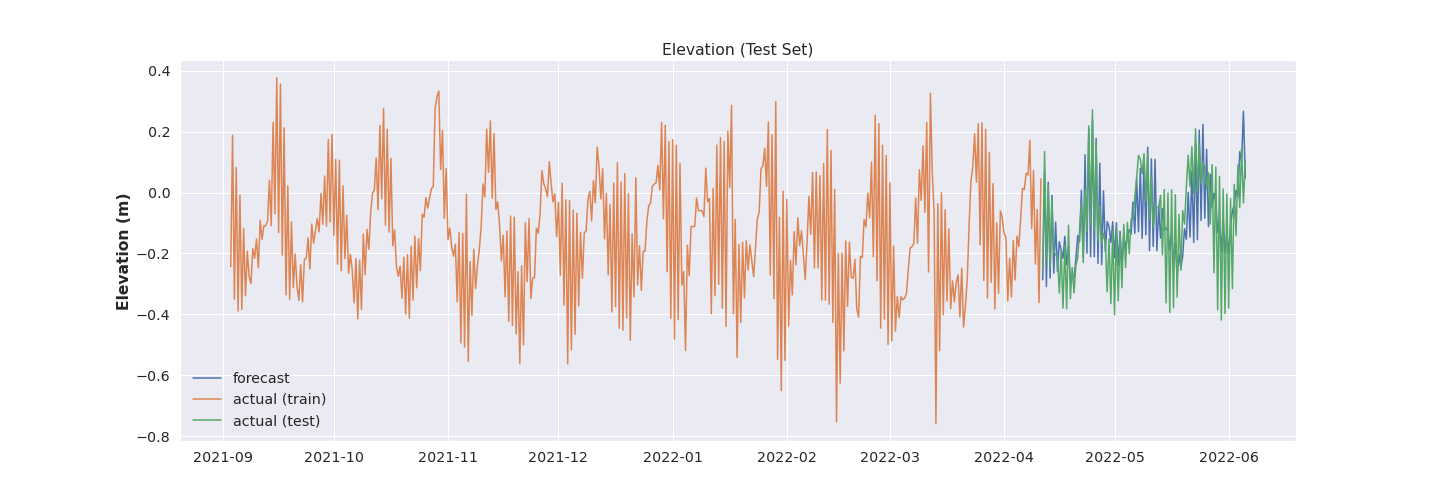 Elevation (Test Set)
Elevation (m)
0.4
0.2
0.0
−0.2
−0.4
−0.6
−0.8
forecast
actual (train)
actual (test)
2021-09 2021-10 2021-11 2021-12 2022-01 2022-02 2022-03 2022-04 2022-05 2022-06